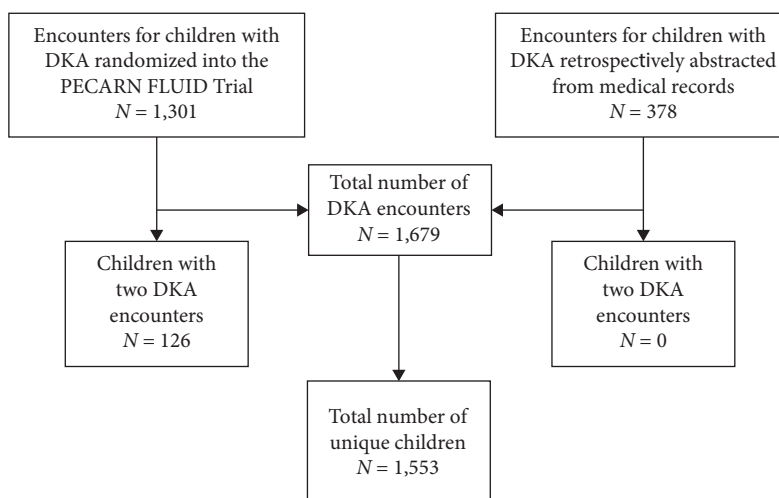 Encounters for children with
DKA randomized into the
PECARN FLUID Trial
N = 1,301
Encounters for children with
DKA retrospectively abstracted
from medical records
N = 378
Total number of
DKA encounters
N = 1,679
Children with
two DKA
encounters
N = 126
Children with
two DKA
encounters
N = 0
Total number of
unique children
N = 1,553